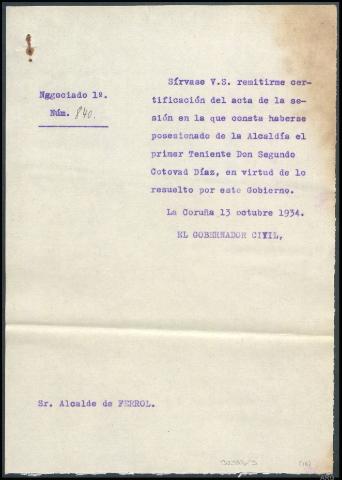 Sírvase V.S. remitirme cer-
tificación del acta de la se-
sión en la que consta haberse
posesionado de la Alcaldía el
primer Teniente Don Segundo
Cotovad Díaz, en virtud de lo
resuelto por este Gobierno.
La Coruña 13 octubre 1934.
EL GOBERNADOR CIVIL,
Nggociado 1º.
Núm. 840.
Sr. Alcalde de FERROL.